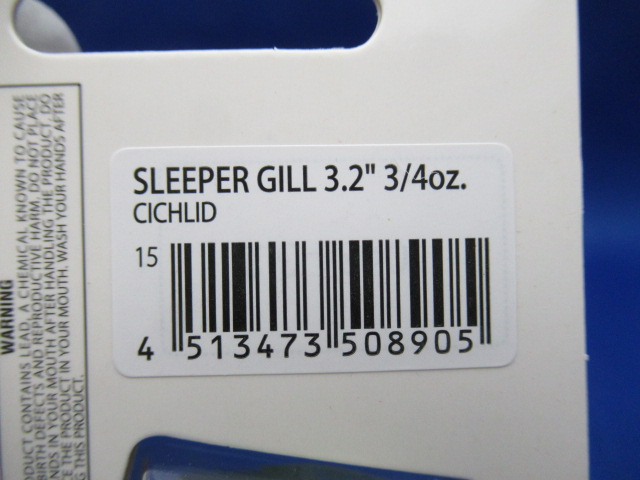 SLEEPER GILL 3.2" 3/4oz.
CICHLID
15
4 513473 508905
WARNING
DUCT CONTAINS LEAD, A CHEMICAL KNOWN TO CAUSE
BIRTH DEFECTS AND REPRODUCTIVE HARM. DO NOT PLACE
NDS IN YOUR MOUTH AFTER HANDLING THE PRODUCT. DO
E THE PRODUCT IN YOUR MOUTH. WASH YOUR HANDS AFTER
G THIS PRODUCT.